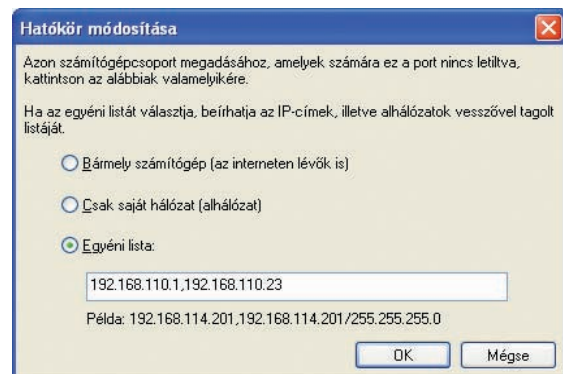 Hatókör módosítása
Azon számítógépcsoport megadásához, amelyek számára ez a port nincs letiltva,
kattintson az alábbiak valamelyikére.
Ha az egyéni listát választja, beírhatja az IP-címek, illetve alhálózatok vesszővel tagolt
listáját.
Bármely számítógép (az interneten lévők is)
Csak saját hálózat (alhálózat)
Egyéni lista:
192.168.110.1,192.168.110.23
Példa: 192.168.114.201,192.168.114.201/255.255.255.0
OK Mégse